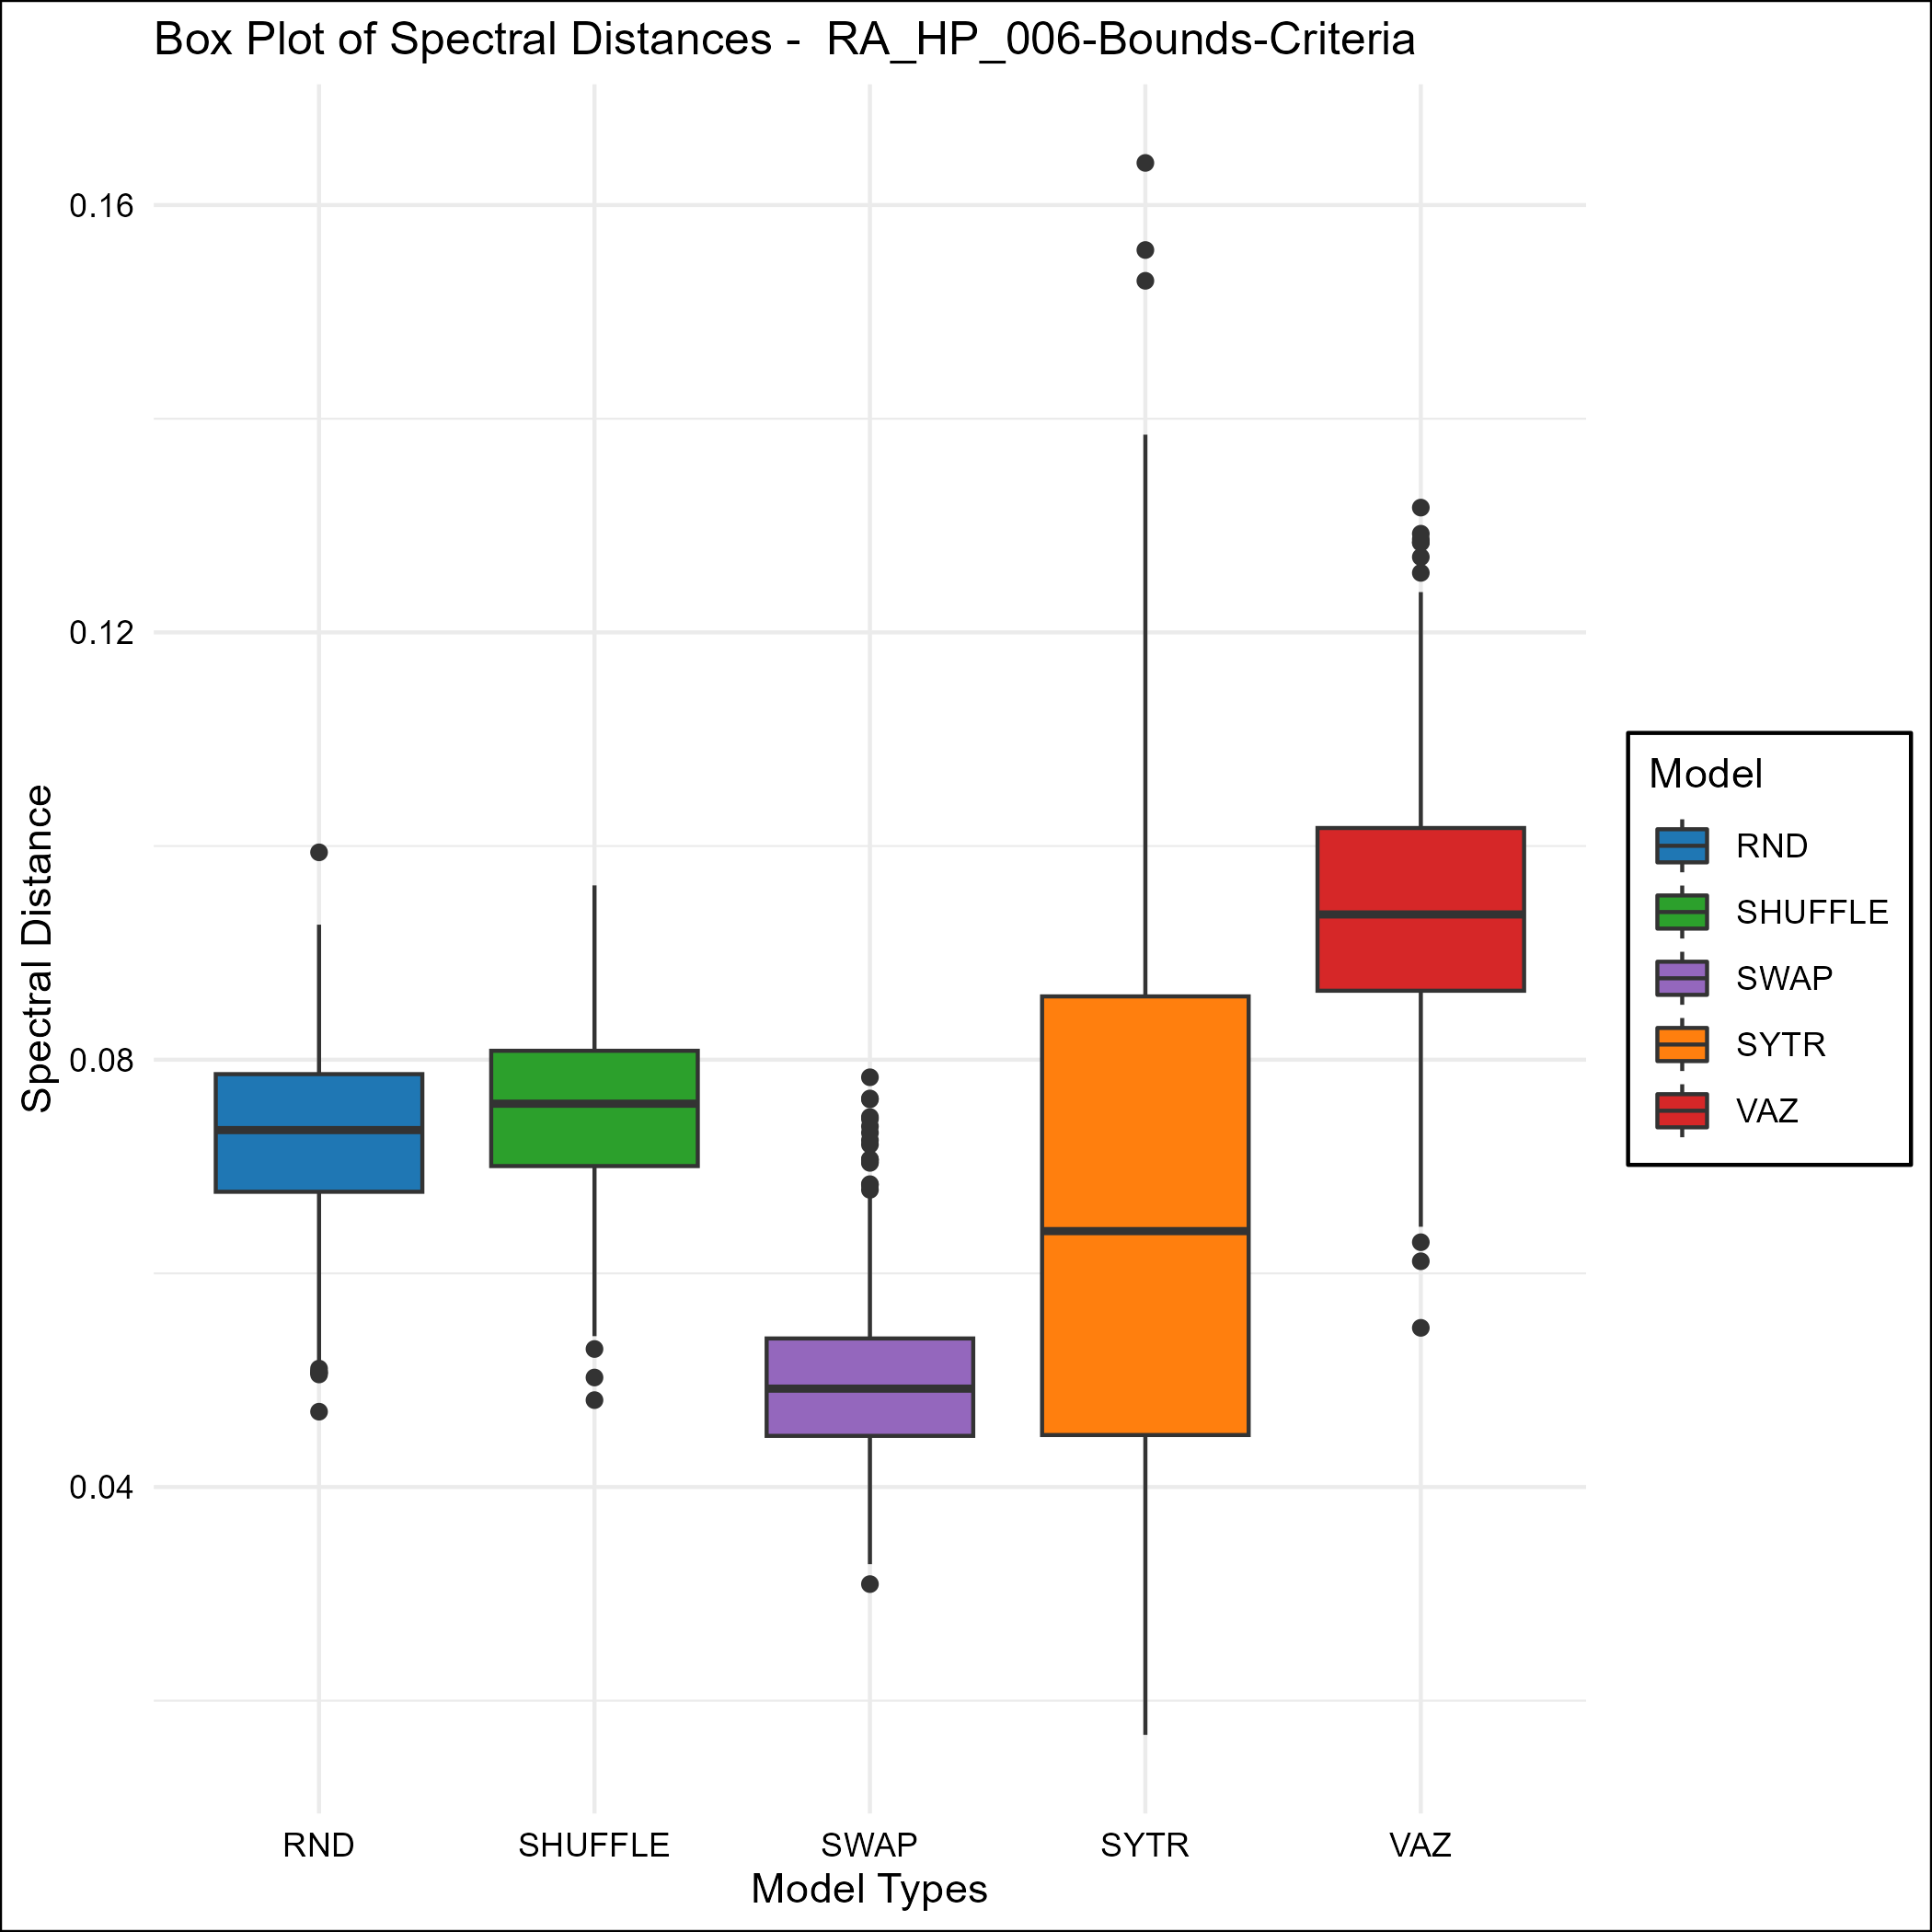 Box Plot of Spectral Distances -  RA_HP_006-Bounds-Criteria
Spectral Distance
0.16
0.12
0.08
0.04
RND
SHUFFLE
SWAP
SYTR
VAZ
Model Types
Model
RND
SHUFFLE
SWAP
SYTR
VAZ